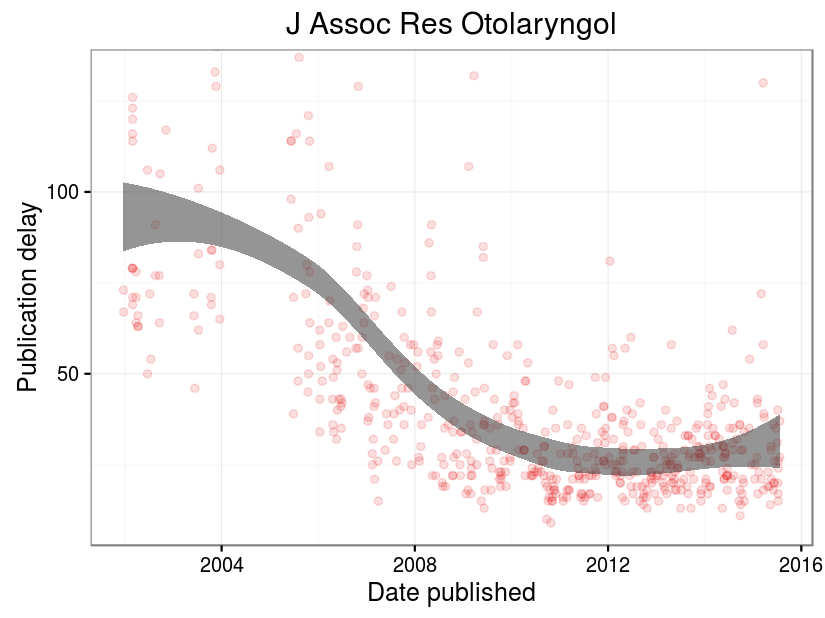 J Assoc Res Otolaryngol
Publication delay
100
50
2004
2008
2012
2016
Date published